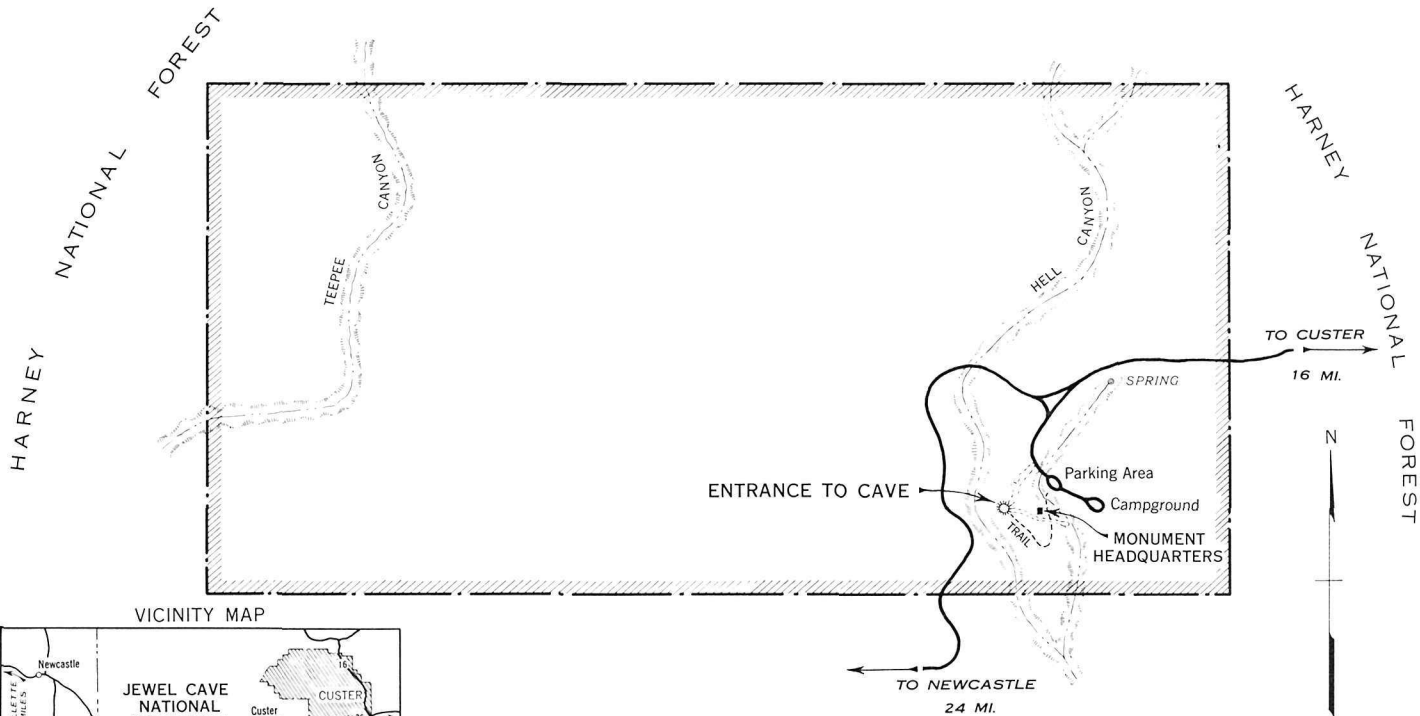 HARNEY NATIONAL FOREST
HARNEY NATIONAL FOREST
TEEPEE CANYON
HELL CANYON
TO CUSTER
16 MI.
SPRING
Parking Area
Campground
ENTRANCE TO CAVE
TRAIL
MONUMENT
HEADQUARTERS
N
TO NEWCASTLE
24 MI.
VICINITY MAP
Newcastle
JEWEL CAVE
NATIONAL
16
CUSTER
Custer